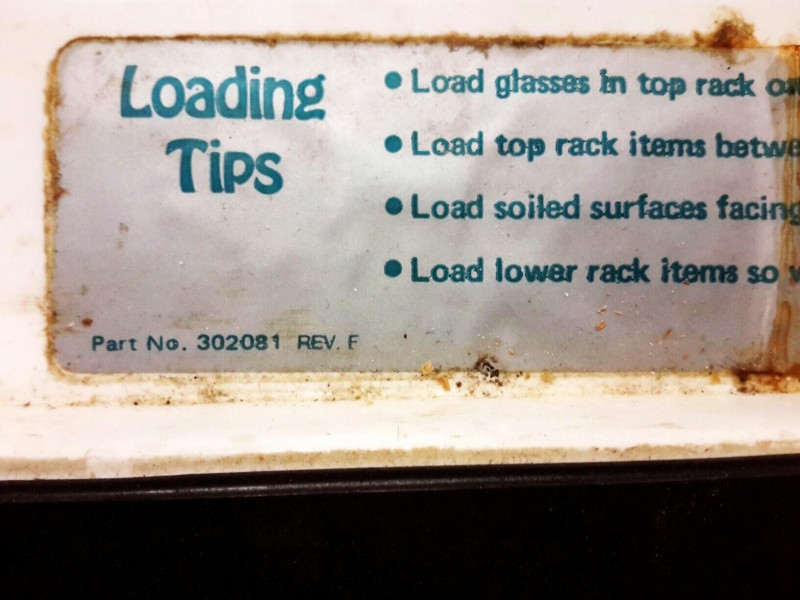 Loading
Tips
● Load glasses in top rack
● Load top rack items
● Load soiled surfaces facing
● Load lower rack items so
Part No. 302081 REV. F